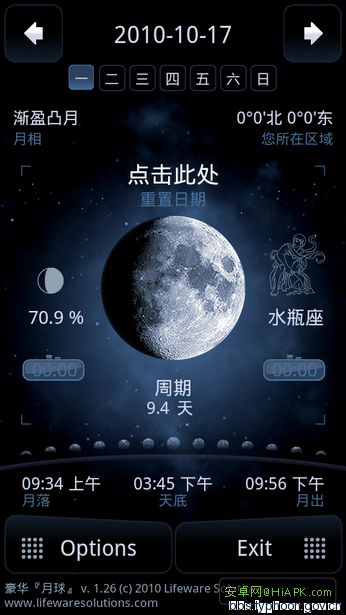 2010-10-17
一 二 三 四 五 六 日
渐盈凸月 0°0'北 0°0'东
月相 您所在区域
点击此处
重置日期
70.9 % 水瓶座
00:00 00:00
周期
9.4 天
09:34 上午 03:45 下午 09:56 下午
月落 天底 月出
Options Exit
豪华『月球』 v. 1.26 (c) 2010 Lifeware
安卓网@HiAPK.com
www.lifewaresolutions.com
bbs.typhoon.gov.cn